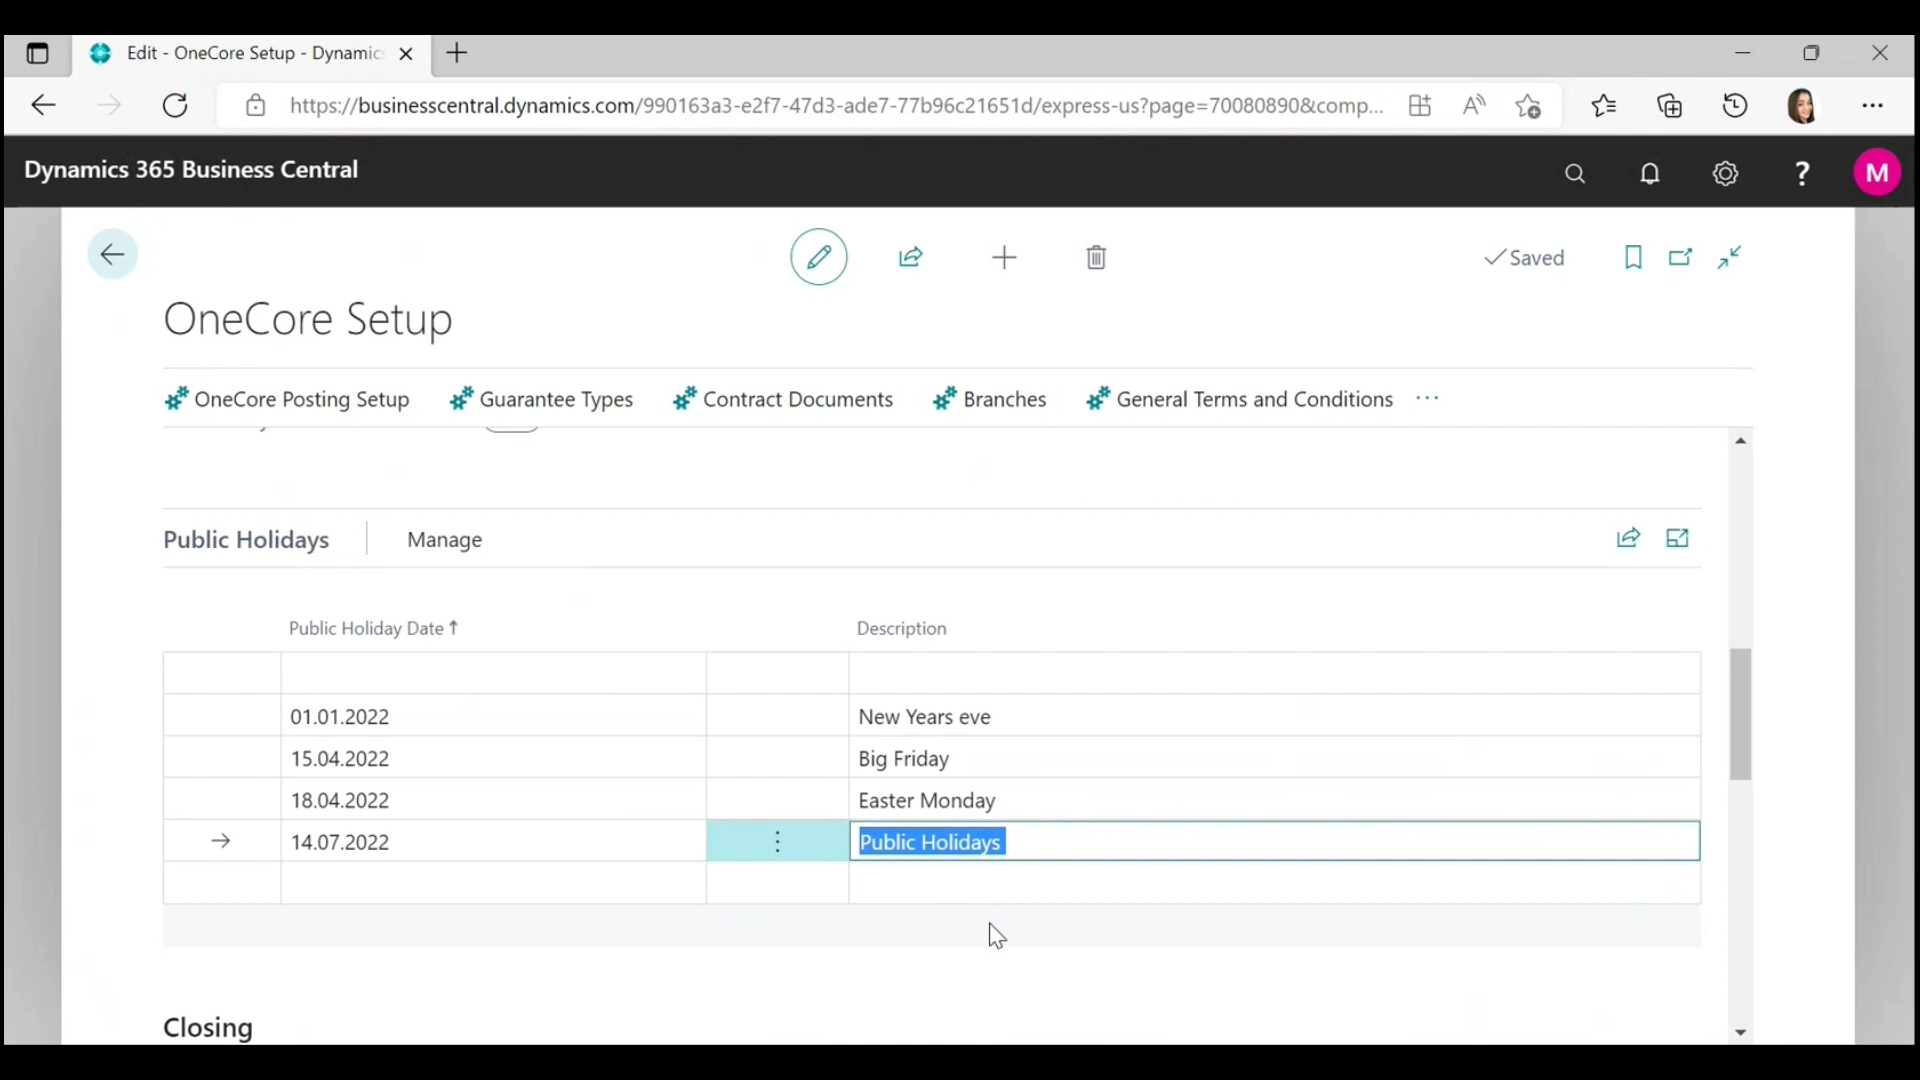 Edit - OneCore Setup - Dynamic
https://businesscentral.dynamics.com/990163a3-e2f7-47d3-ade7-77b96c21651d/express-us?page=70080890&comp...
Dynamics 365 Business Central
?
M
Saved
OneCore Setup
OneCore Posting Setup
Guarantee Types
Contract Documents
Branches
General Terms and Conditions
...
Public Holidays
Manage
Public Holiday Date ↑
Description
01.01.2022
New Years eve
15.04.2022
Big Friday
18.04.2022
Easter Monday
14.07.2022
Public Holidays
Closing